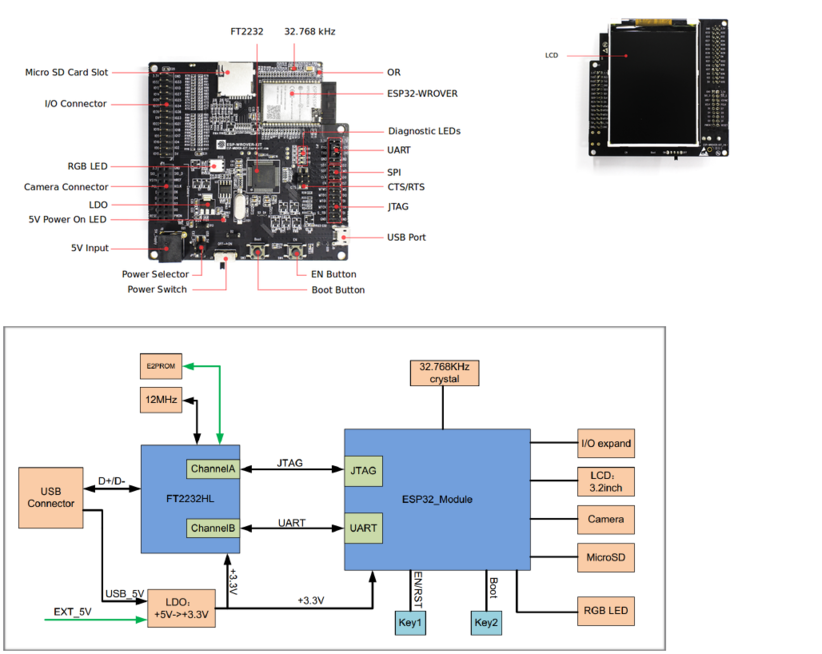 FT2232
32.768 kHz
Micro SD Card Slot
I/O Connector
RGB LED
Camera Connector
LDO
5V Power On LED
5V Input
Power Selector
Power Switch
OR
ESP32-WROVER
Diagnostic LEDs
UART
SPI
CTS/RTS
JTAG
USB Port
EN Button
Boot Button
LCD
E2PROM
12MHz
32.768KHz
crystal
USB
Connector
D+/D-
FT2232HL
ChannelA
ChannelB
JTAG
UART
JTAG
UART
ESP32_Module
I/O expand
LCD:
3.2inch
Camera
MicroSD
RGB LED
USB_5V
EXT_5V
LDO:
+5V->+3.3V
+3.3V
+3.3V
EN/RST
Boot
Key1
Key2